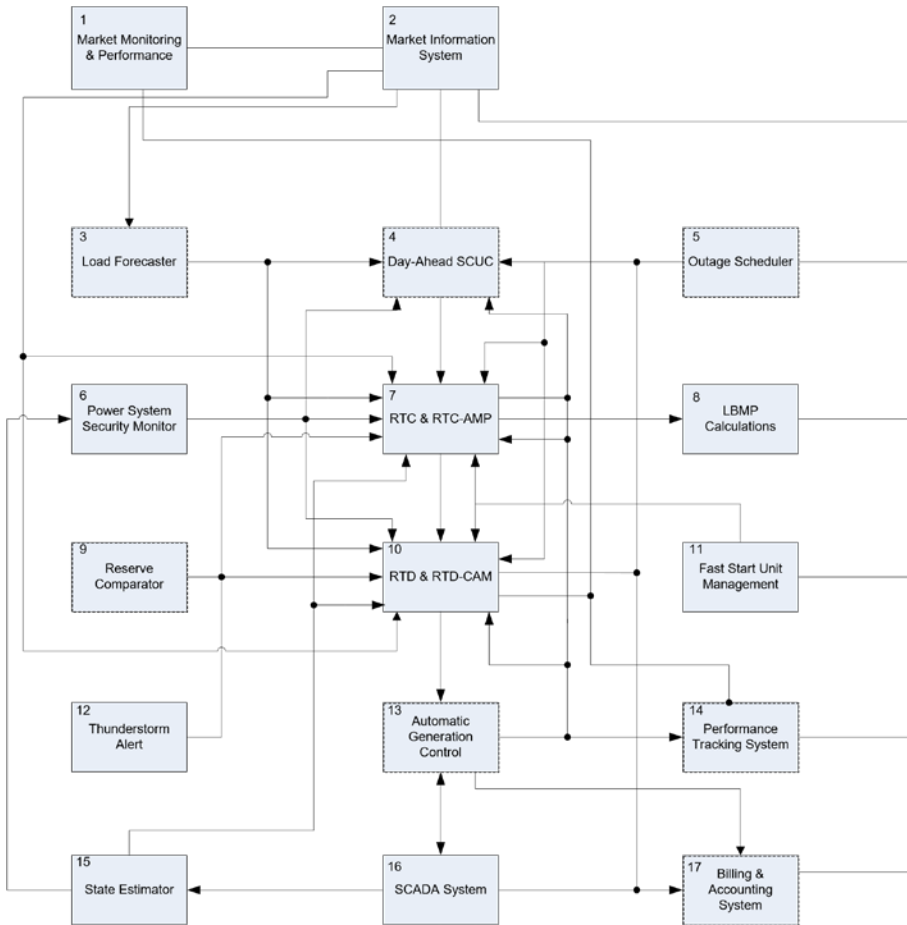 1
Market Monitoring
& Performance
2
Market Information
System
3
Load Forecaster
4
Day-Ahead SCUC
5
Outage Scheduler
6
Power System
Security Monitor
7
RTC & RTC-AMP
8
LBMP
Calculations
9
Reserve
Comparator
10
RTD & RTD-CAM
11
Fast Start Unit
Management
12
Thunderstorm
Alert
13
Automatic
Generation
Control
14
Performance
Tracking System
15
State Estimator
16
SCADA System
17
Billing &
Accounting
System